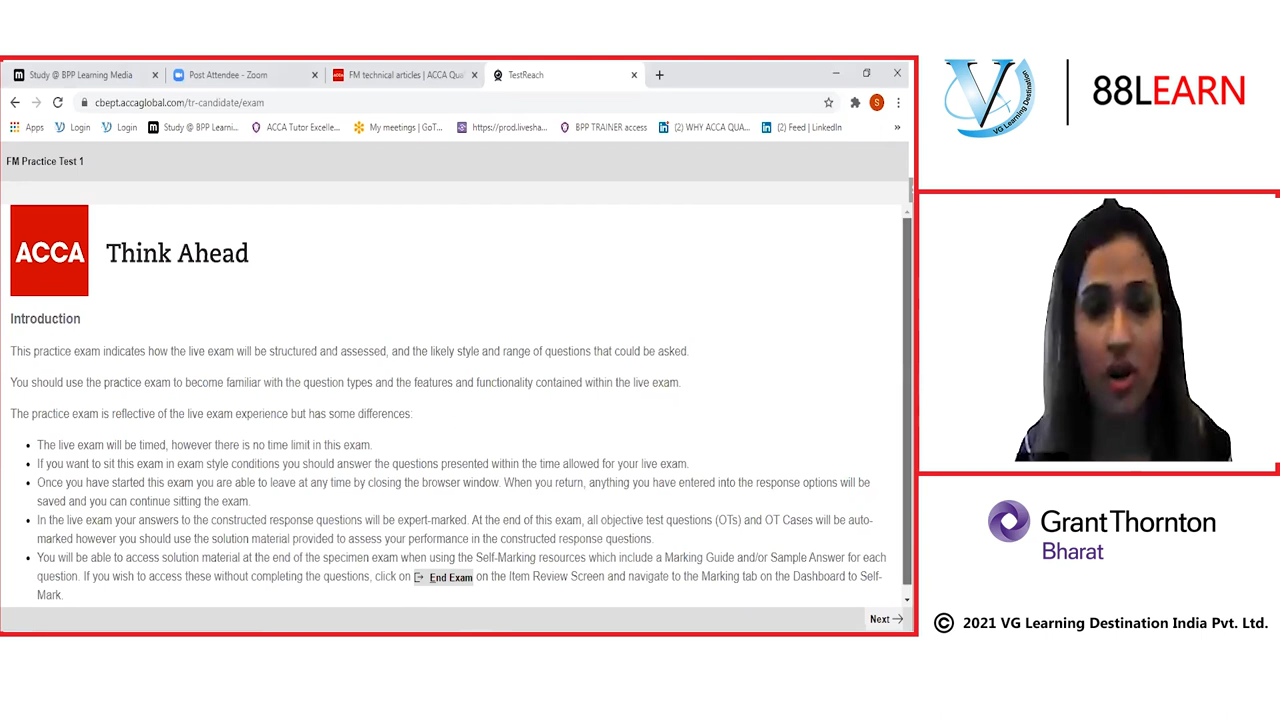 Study @ BPP Learning Media
Post Attendee - Zoom
FM technical articles | ACCA Qua
TestReach
cbept.accaglobal.com/tr-candidate/exam
S
Apps
Login
Login
Study @ BPP Learni...
ACCA Tutor Excelle...
My meetings | GoT...
https://prod.livesha...
BPP TRAINER access
(2) WHY ACCA QUA...
(2) Feed | LinkedIn
»
FM Practice Test 1
ACCA
Think Ahead
Introduction
This practice exam indicates how the live exam will be structured and assessed, and the likely style and range of questions that could be asked.
You should use the practice exam to become familiar with the question types and the features and functionality contained within the live exam.
The practice exam is reflective of the live exam experience but has some differences:
• The live exam will be timed, however there is no time limit in this exam.
• If you want to sit this exam in exam style conditions you should answer the questions presented within the time allowed for your live exam.
• Once you have started this exam you are able to leave at any time by closing the browser window. When you return, anything you have entered into the response options will be
saved and you can continue sitting the exam.
• In the live exam your answers to the constructed response questions will be expert-marked. At the end of this exam, all objective test questions (OTs) and OT Cases will be auto-
marked however you should use the solution material provided to assess your performance in the constructed response questions.
• You will be able to access solution material at the end of the specimen exam when using the Self-Marking resources which include a Marking Guide and/or Sample Answer for each
question. If you wish to access these without completing the questions, click on End Exam on the Item Review Screen and navigate to the Marking tab on the Dashboard to Self-
Mark.
Next
VG Learning Destination
88LEARN
Grant Thornton
Bharat
© 2021 VG Learning Destination India Pvt. Ltd.